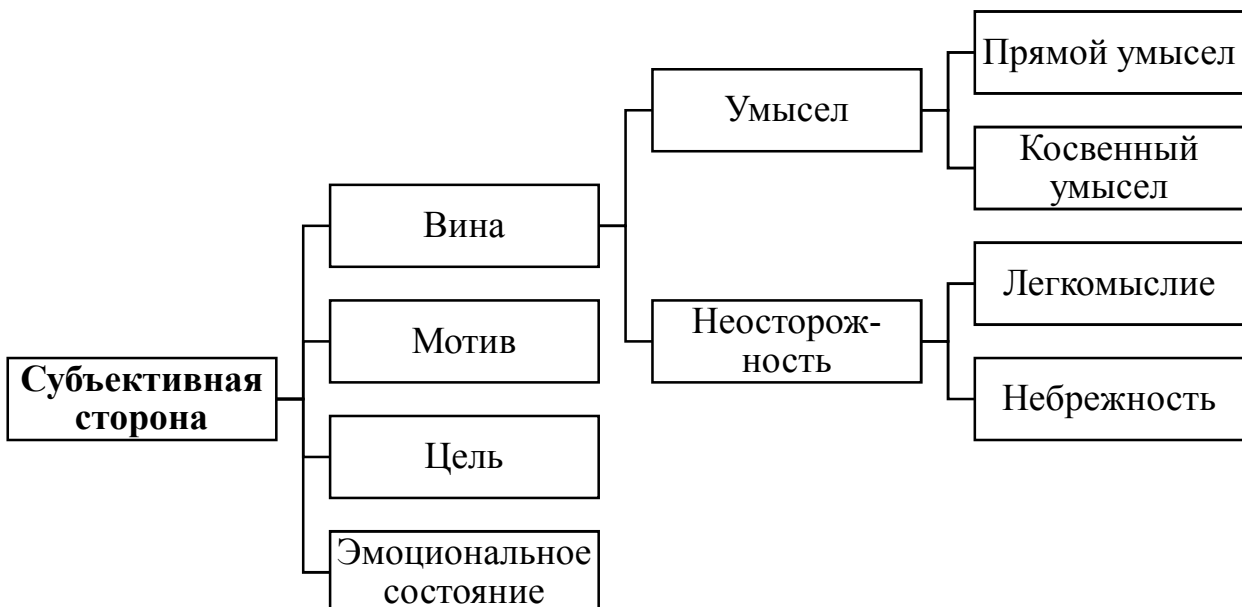 Субъективная
сторона
Вина
Мотив
Цель
Эмоциональное
состояние
Умысел
Неосторож-
ность
Прямой умысел
Косвенный
умысел
Легкомыслие
Небрежность